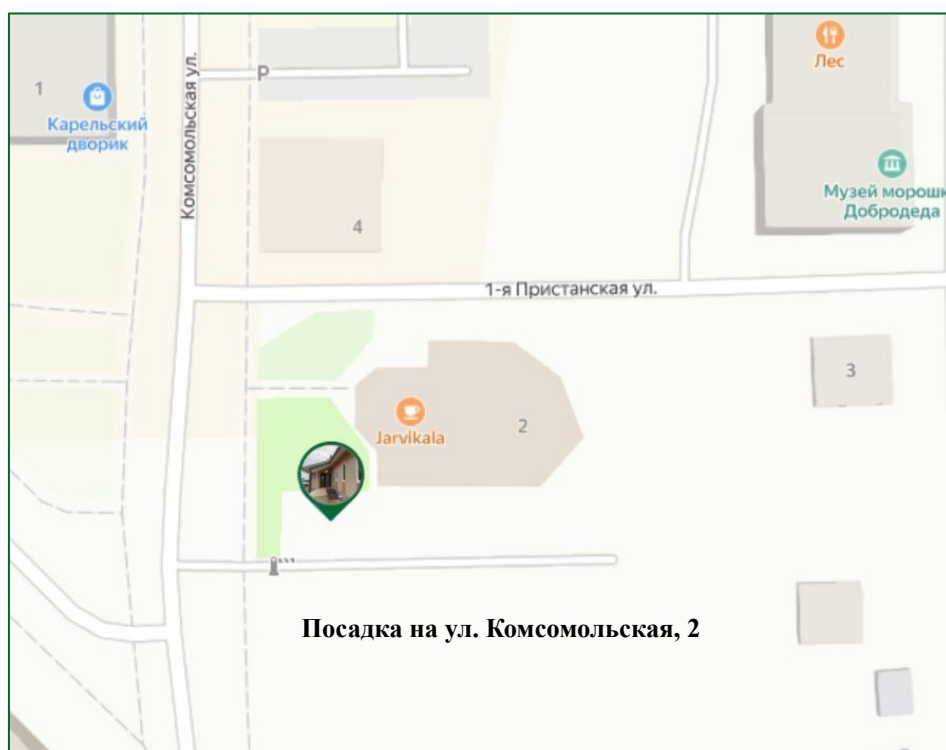 Лес
1
Карельский
дворик
Комсомольская ул.
P
4
Музей морошк
Добродеда
1-я Пристанская ул.
3
2
Jarvikala
Посадка на ул. Комсомольская, 2